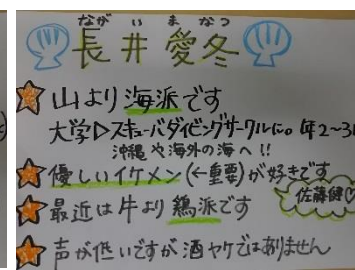 ながいまなつ
長井愛冬
山より海派です
大学▷スキューバダイビングサークルに。年2〜3
沖縄や海外の海へ!!
優しいイケメン(←重要)が好きです
佐藤健♡
最近は牛より鶏派です
声が低いですが酒ヤケではありません